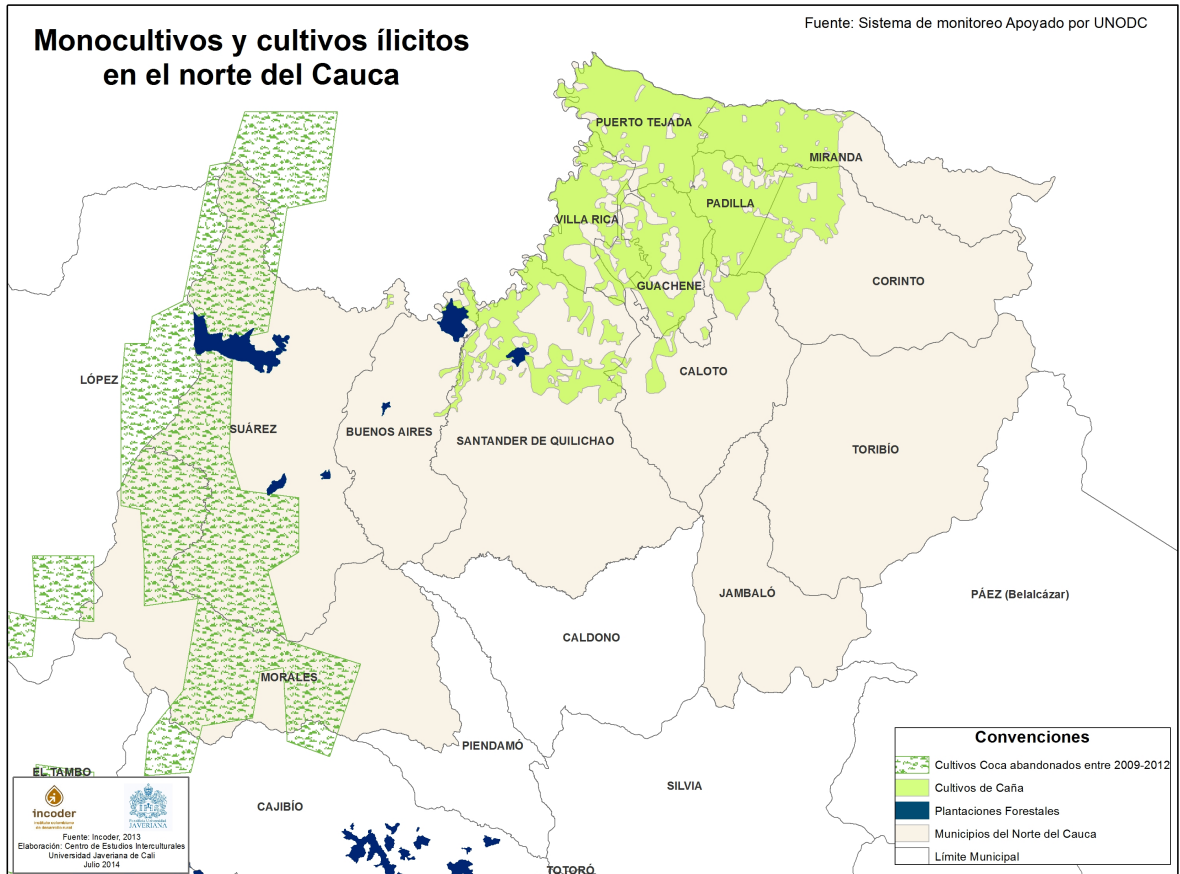 Monocultivos y cultivos ílicitos
en el norte del Cauca
Fuente: Sistema de monitoreo Apoyado por UNODC
PUERTO TEJADA
MIRANDA
PADILLA
VILLA RICA
CORINTO
GUACHENE
CALOTO
LÓPEZ
SUÁREZ
BUENOS AIRES
SANTANDER DE QUILICHAO
TORIBÍO
JAMBALÓ
PÁEZ (Belalcázar)
CALDONO
MORALES
PIENDAMÓ
EL TAMBO
SILVIA
CAJIBÍO
TOTORÓ
Convenciones
Cultivos Coca abandonados entre 2009-2012
Cultivos de Caña
Plantaciones Forestales
Municipios del Norte del Cauca
Límite Municipal
incoder
JAVERIANA
Fuente: Incoder, 2013
Elaboración: Centro de Estudios Interculturales
Universidad Javeriana de Cali
Julio 2014